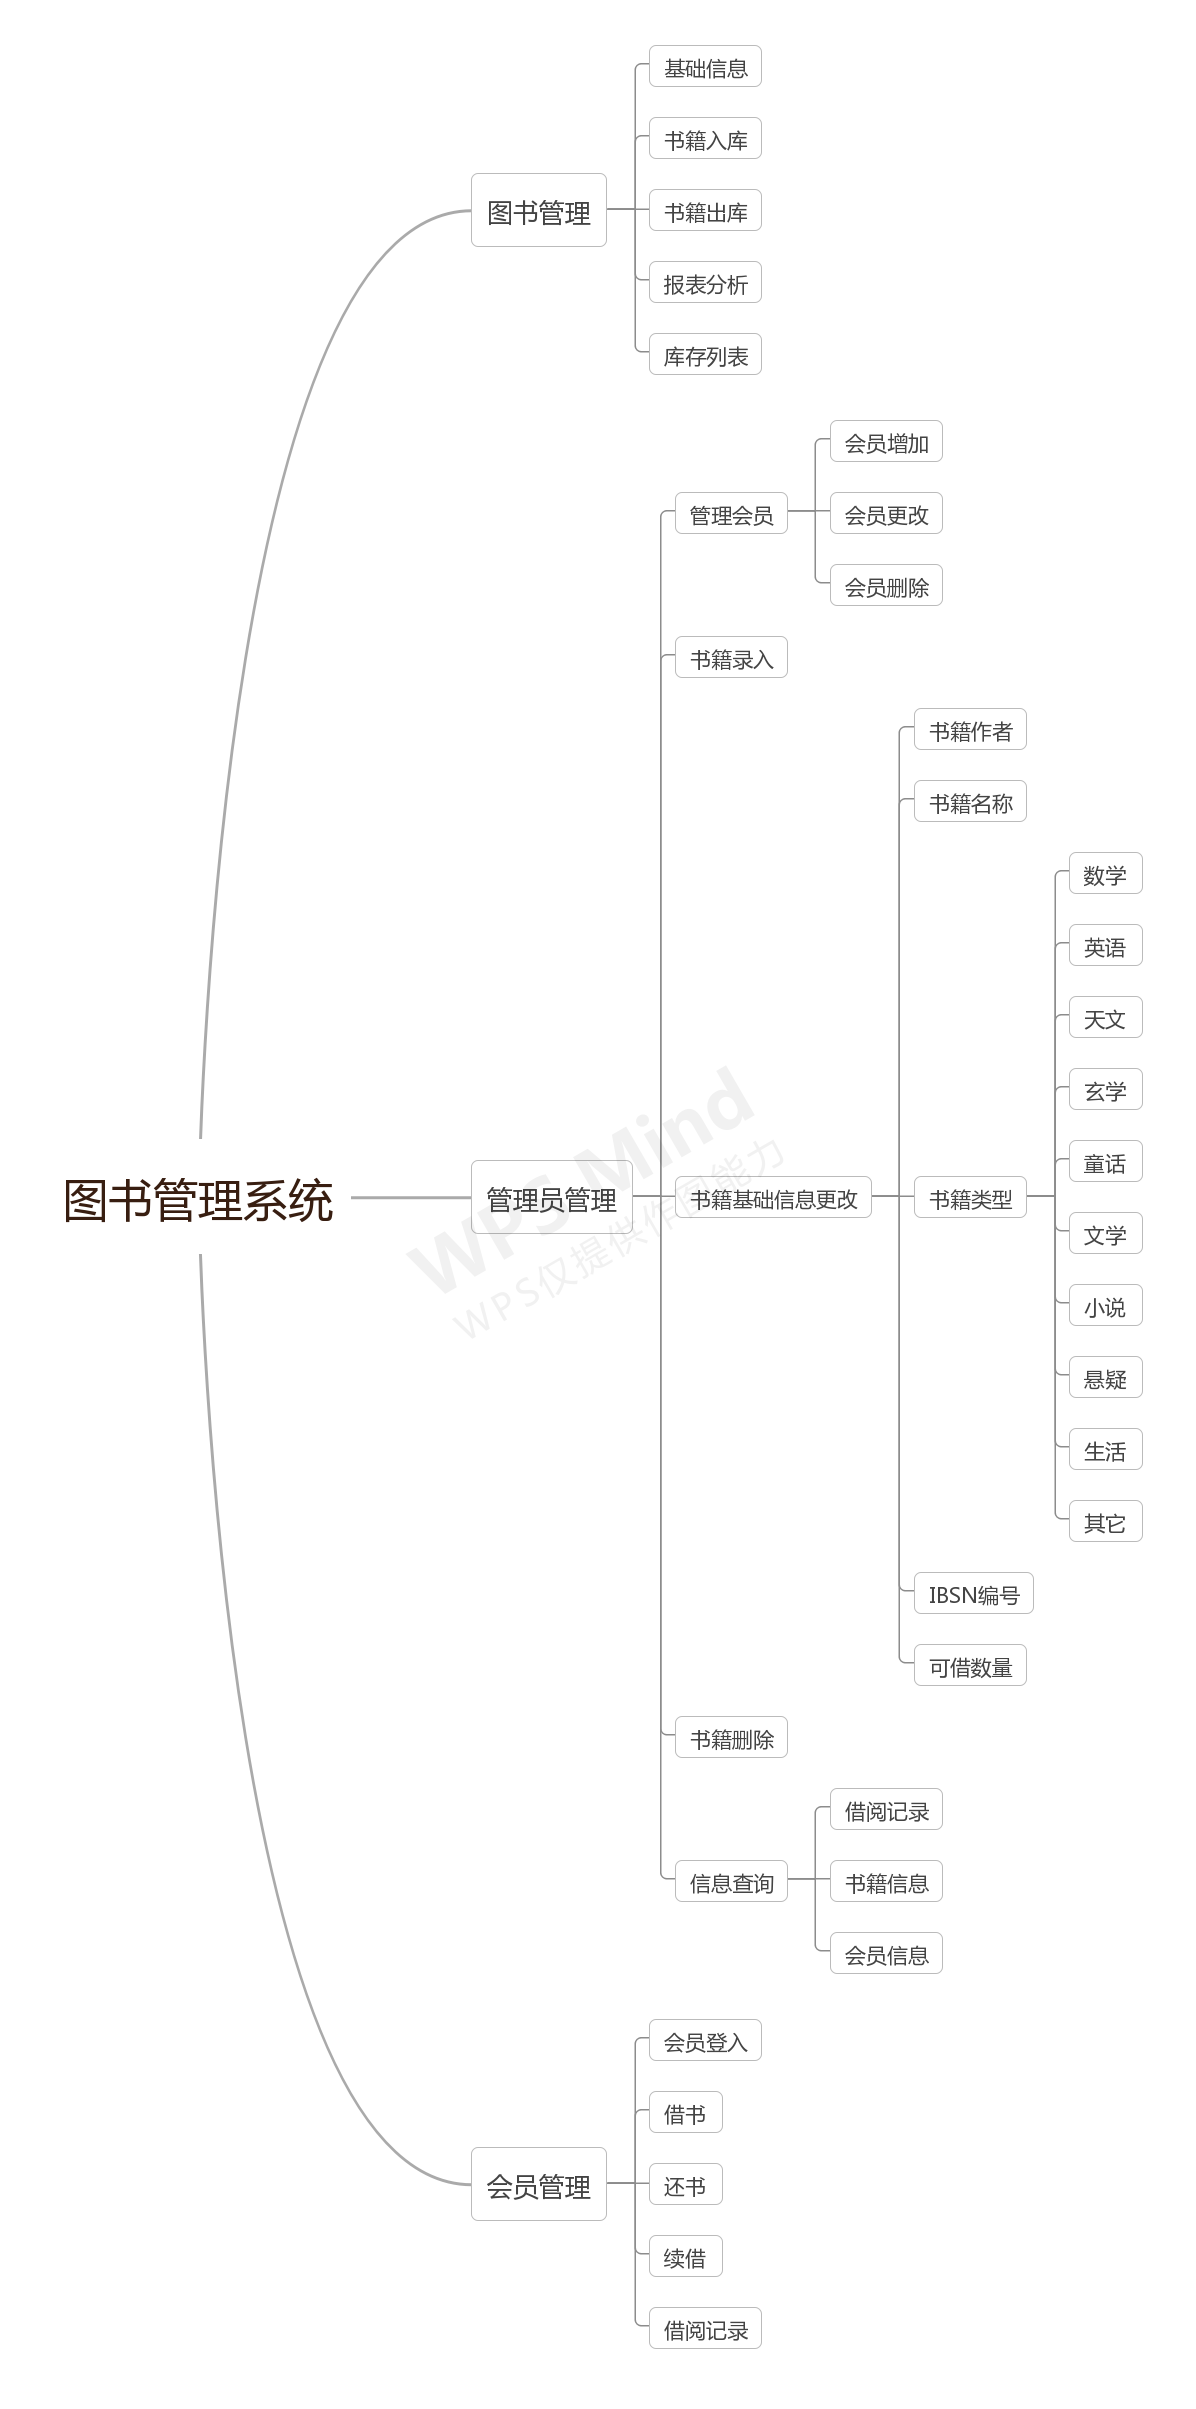 图书管理系统
图书管理
基础信息
书籍入库
书籍出库
报表分析
库存列表
管理员管理
管理会员
会员增加
会员更改
会员删除
书籍录入
书籍基础信息更改
书籍作者
书籍名称
书籍类型
数学
英语
天文
玄学
童话
文学
小说
悬疑
生活
其它
IBSN编号
可借数量
书籍删除
信息查询
借阅记录
书籍信息
会员信息
会员管理
会员登入
借书
还书
续借
借阅记录
WPS Mind
WPS仅提供作图能力